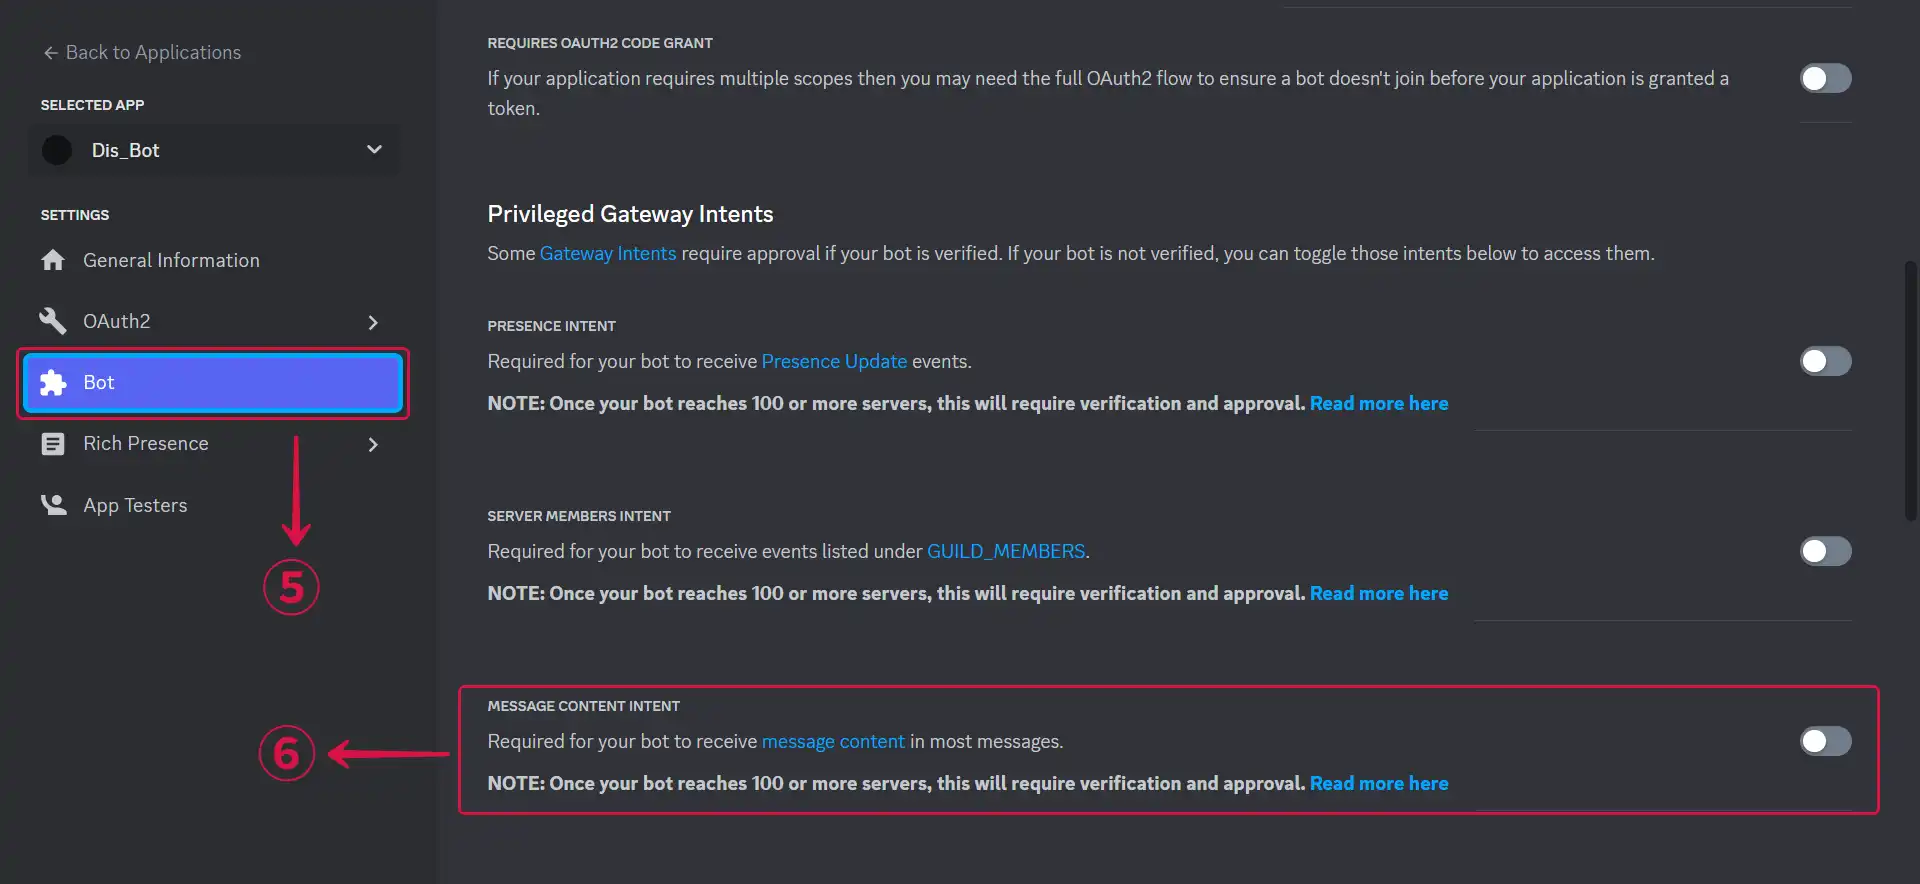 Back to Applications
SELECTED APP
Dis_Bot
SETTINGS
General Information
OAuth2
Bot
Rich Presence
App Testers
5
6
REQUIRES OAUTH2 CODE GRANT
If your application requires multiple scopes then you may need the full OAuth2 flow to ensure a bot doesn't join before your application is granted a
token.
Privileged Gateway Intents
Some Gateway Intents require approval if your bot is verified. If your bot is not verified, you can toggle those intents below to access them.
PRESENCE INTENT
Required for your bot to receive Presence Update events.
NOTE: Once your bot reaches 100 or more servers, this will require verification and approval. Read more here
SERVER MEMBERS INTENT
Required for your bot to receive events listed under GUILD_MEMBERS.
NOTE: Once your bot reaches 100 or more servers, this will require verification and approval. Read more here
MESSAGE CONTENT INTENT
Required for your bot to receive message content in most messages.
NOTE: Once your bot reaches 100 or more servers, this will require verification and approval. Read more here